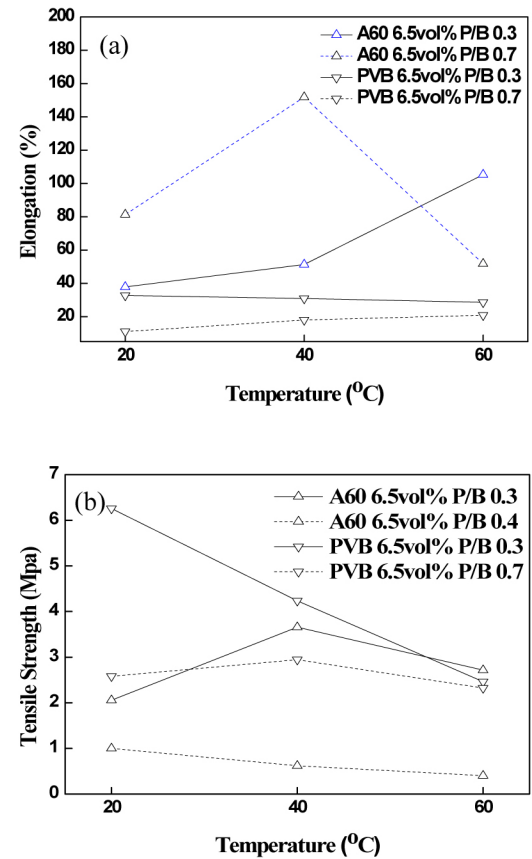 200
180
160
140
120
100
80
60
40
20
Elongation (%)
(a)
A60 6.5vol% P/B 0.3
A60 6.5vol% P/B 0.7
PVB 6.5vol% P/B 0.3
PVB 6.5vol% P/B 0.7
20 40 60
Temperature (⁰C)
7
6
5
4
3
2
1
0
Tensile Strength (Mpa)
(b)
A60 6.5vol% P/B 0.3
A60 6.5vol% P/B 0.4
PVB 6.5vol% P/B 0.3
PVB 6.5vol% P/B 0.7
20 40 60
Temperature (⁰C)